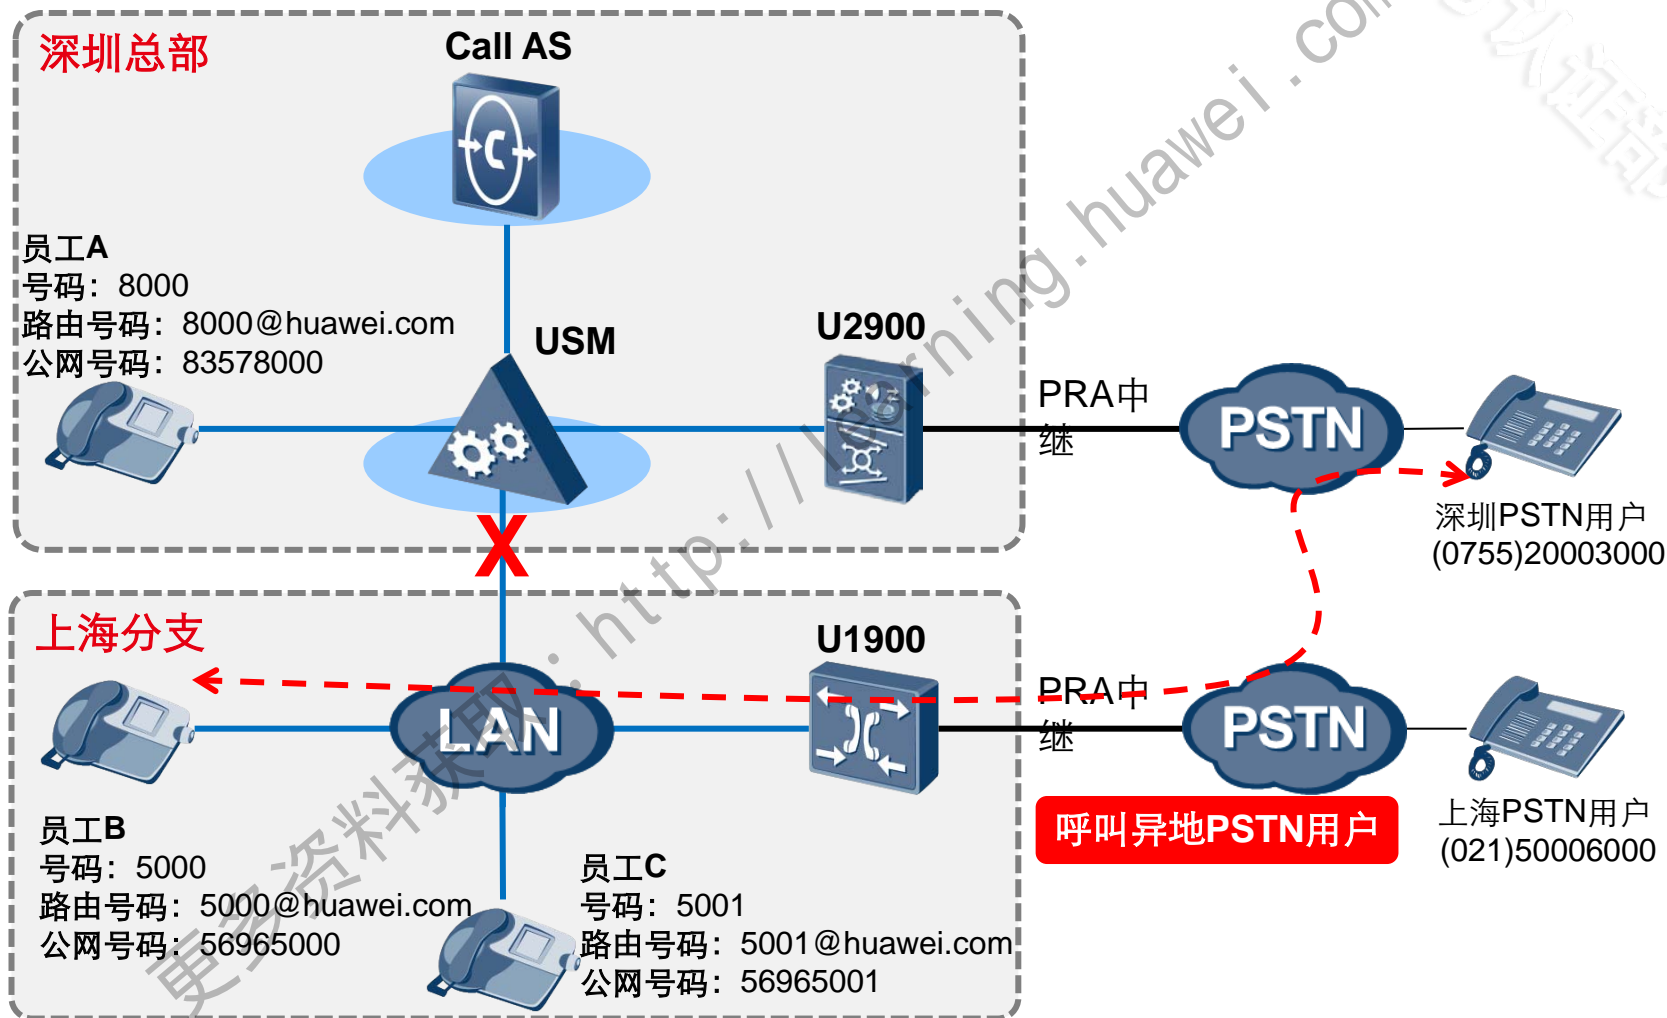 深圳总部
Call AS
员工A
号码：8000
路由号码：8000@huawei.com
公网号码：83578000
USM
U2900
PRA中
继
PSTN
深圳PSTN用户
(0755)20003000
X
上海分支
U1900
LAN
PRA中
继
PSTN
呼叫异地PSTN用户
上海PSTN用户
(021)50006000
员工B
号码：5000
路由号码：5000@huawei.com
公网号码：56965000
员工C
号码：5001
路由号码：5001@huawei.com
公网号码：56965001
更多资料获取：http://learning.huawei.com
认证部